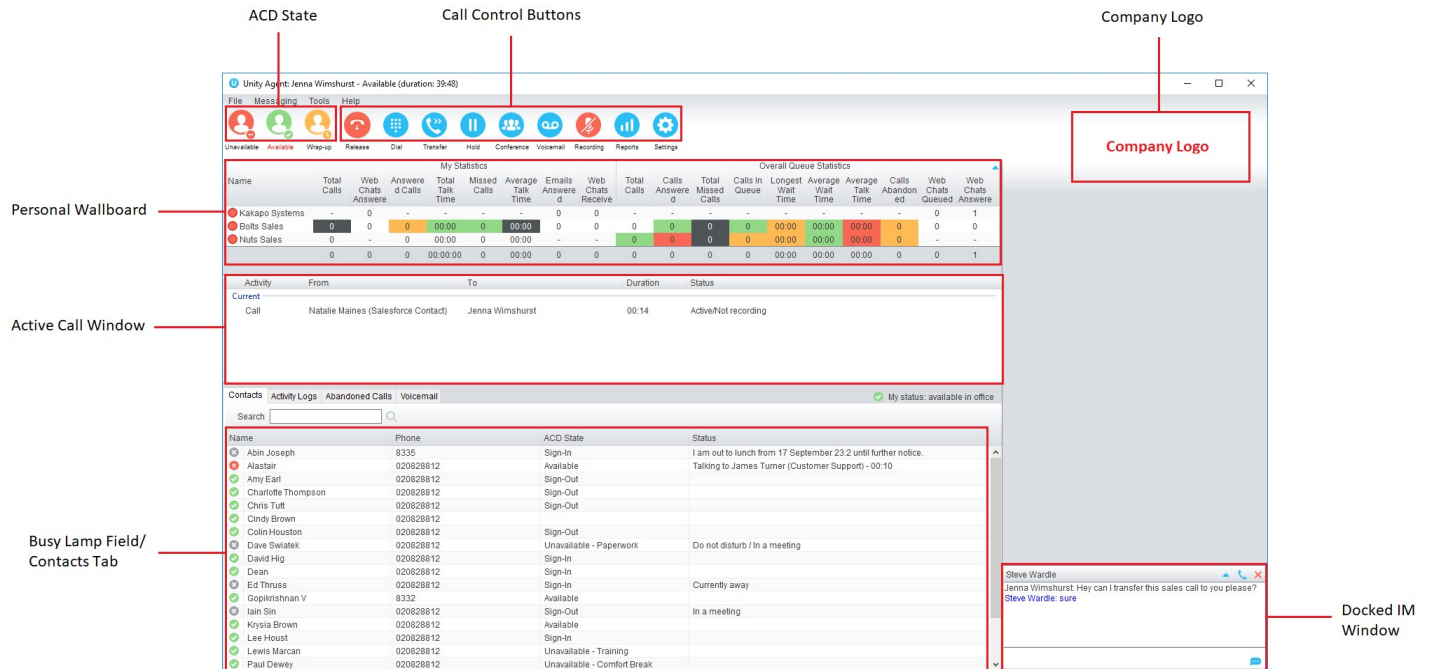 ACD State
Call Control Buttons
Company Logo
Unity Agent: Jenna Wimshurst - Available (duration: 39:48)
File Messaging Tools Help
Unavailable Available Wrap-up Release Dial Transfer Hold Conference Voicemail Recording Reports Settings
Company Logo
My Statistics Overall Queue Statistics
Name Total Web Answere Total Missed Average Emails Web Total Calls Total Calls In Longest Average Average Calls Web Web
Calls Chats d Calls Talk Calls Talk Answere Chats Calls Answere Missed Queue Wait Wait Talk Abandon Chats Chats
Answere Time Time d Receive d Calls Time Time Time ed Queued Answere
Personal Wallboard
Kakapo Systems - 0 - - - - 0 0 - - - - - - - - 0 1
Bolts Sales 0 0 0 00:00 0 00:00 0 0 0 0 0 0 00:00 00:00 00:00 0 0 0
Nuts Sales 0 - 0 00:00 0 00:00 - - 0 0 0 0 00:00 00:00 00:00 0 - -
0 0 0 00:00:00 0 00:00 0 0 0 0 0 0 00:00 00:00 00:00 0 0 1
Activity From To Duration Status
Current
Call Natalie Maines (Salesforce Contact) Jenna Wimshurst 00:14 Active/Not recording
Active Call Window
Contacts Activity Logs Abandoned Calls Voicemail My status: available in office
Search
Name Phone ACD State Status
Abin Joseph 8335 Sign-In I am out to lunch from 17 September 23:2 until further notice.
Alastair 020828812 Available Talking to James Turner (Customer Support) - 00:10
Amy Earl 020828812 Sign-Out
Charlotte Thompson 020828812 Sign-Out
Chris Tutt 020828812 Sign-Out
Cindy Brown 020828812
Colin Houston 020828812 Sign-Out
Dave Swiatek 020828812 Unavailable - Paperwork Do not disturb / In a meeting
David Hig 020828812 Sign-In
Dean 020828812 Sign-In
Ed Thruss 020828812 Sign-In Currently away
Gopikrishnan V 8332 Available
Iain Sin 020828812 Sign-Out In a meeting
Krysia Brown 020828812 Available
Lee Houst 020828812 Sign-In
Lewis Marcan 020828812 Unavailable - Training
Paul Dewey 020828812 Unavailable - Comfort Break
Busy Lamp Field/
Contacts Tab
Steve Wardle
Jenna Wimshurst: Hey can I transfer this sales call to you please?
Steve Wardle: sure
Docked IM
Window